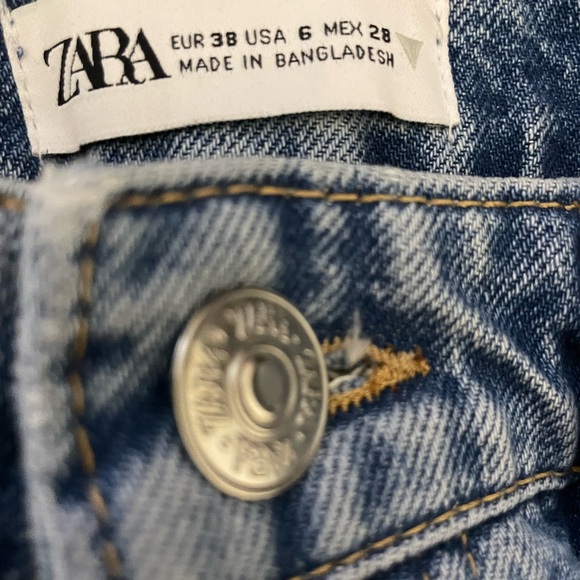 ZARA EUR 38 USA 6 MEX 28
MADE IN BANGLADESH